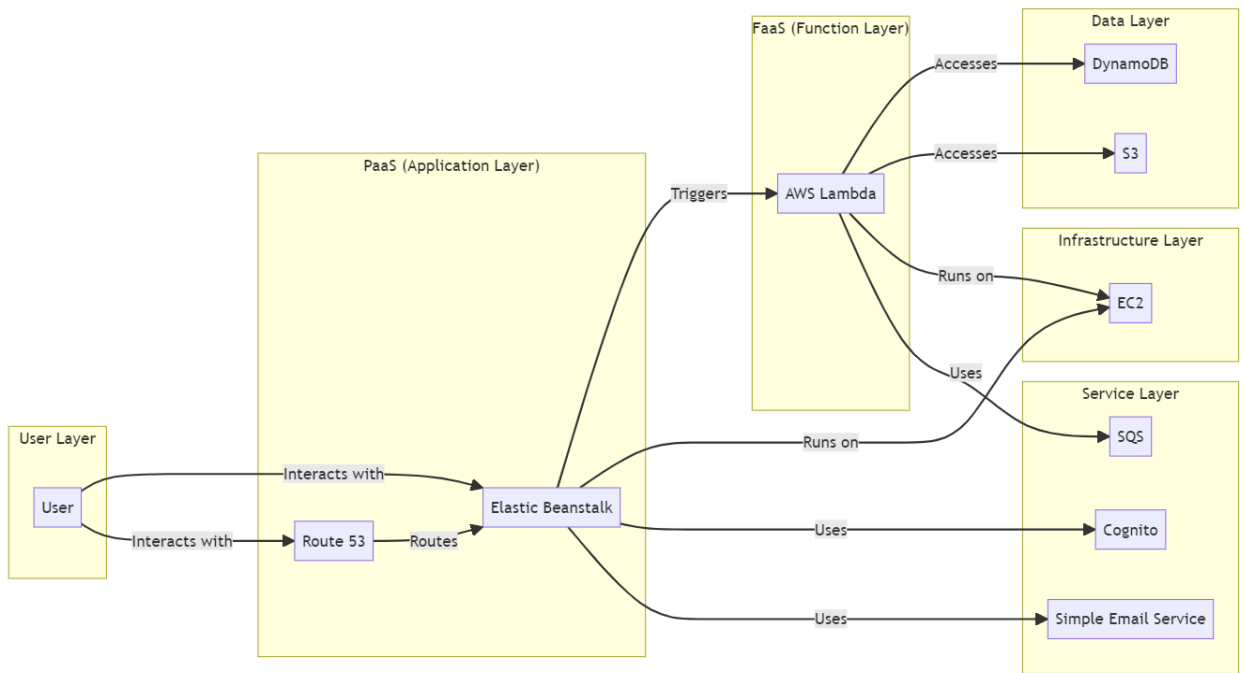 FaaS (Function Layer)
Data Layer
Accesses
DynamoDB
Accesses
S3
PaaS (Application Layer)
Triggers
AWS Lambda
Infrastructure Layer
Runs on
EC2
Uses
Service Layer
SQS
User Layer
Runs on
Interacts with
User
Elastic Beanstalk
Interacts with
Route 53
Routes
Uses
Cognito
Uses
Simple Email Service